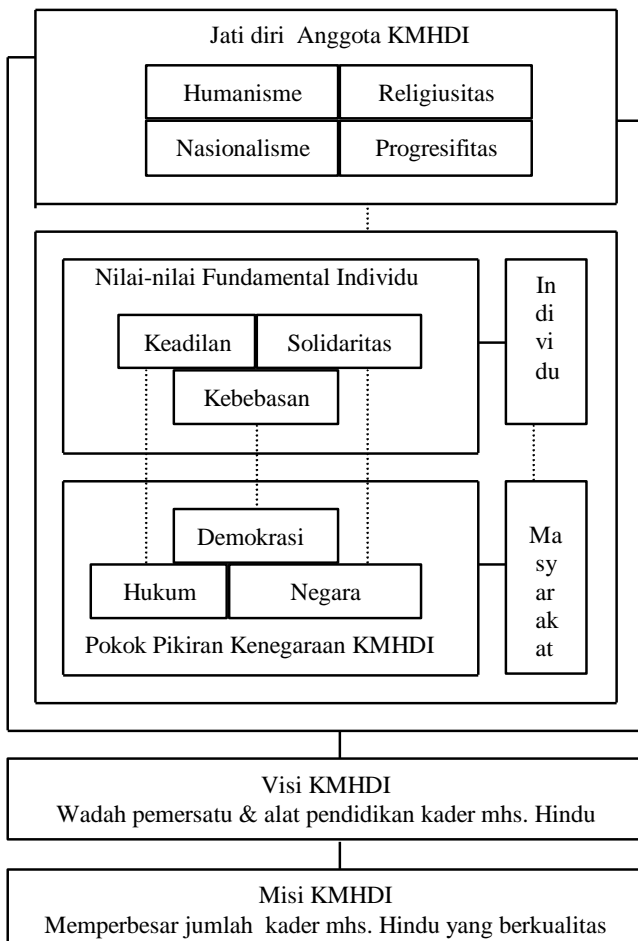 Jati diri Anggota KMHDI
Humanisme Religiusitas
Nasionalisme Progresifitas
Nilai-nilai Fundamental Individu
Keadilan Solidaritas
Kebebasan
In
di
vi
du
Demokrasi
Hukum Negara
Pokok Pikiran Kenegaraan KMHDI
Ma
sy
ar
ak
at
Visi KMHDI
Wadah pemersatu & alat pendidikan kader mhs. Hindu
Misi KMHDI
Memperbesar jumlah kader mhs. Hindu yang berkualitas